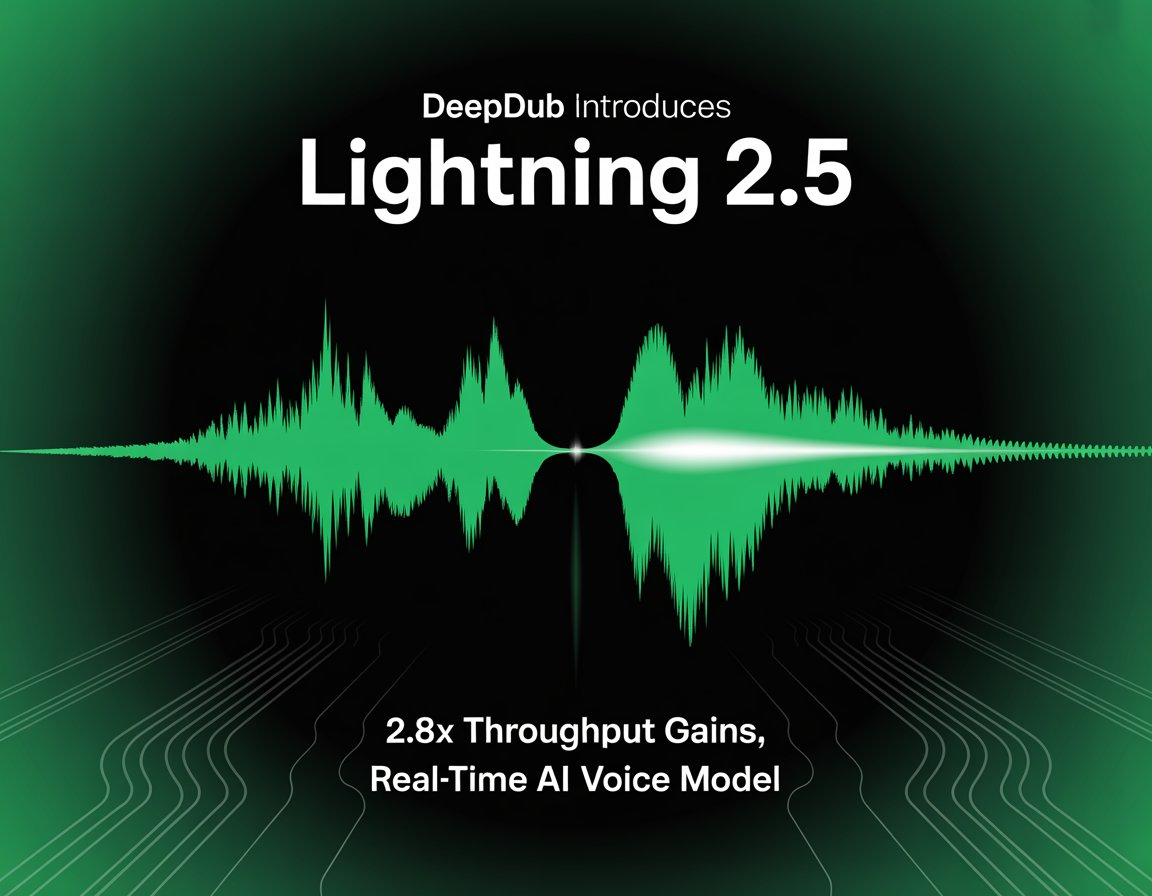 DeepDub Introduces
Lightning 2.5
2.8x Throughput Gains,
Real-Time AI Voice Model